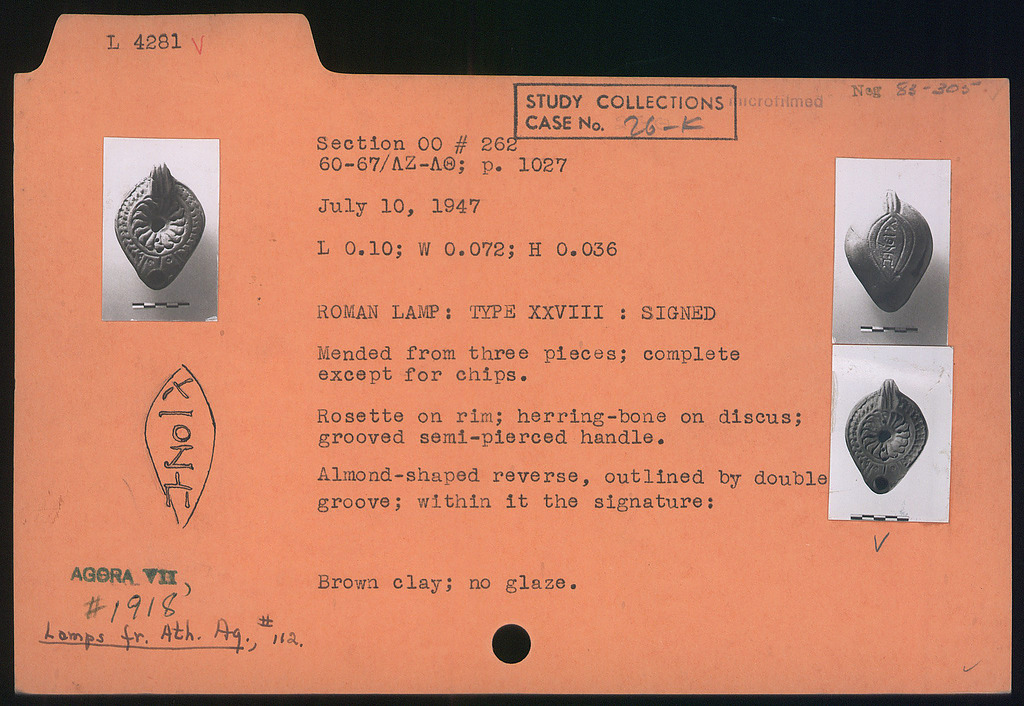 L 4281 V
STUDY COLLECTIONS
CASE No. 26-K
microfilmed
Neg 83-305.
Section OO # 262
60-67/ΛΖ-ΛΘ; p. 1027
July 10, 1947
L 0.10; W 0.072; H 0.036
ROMAN LAMP: TYPE XXVIII : SIGNED
Mended from three pieces; complete
except for chips.
Rosette on rim; herring-bone on discus;
grooved semi-pierced handle.
Almond-shaped reverse, outlined by double
groove; within it the signature:
ΧΙΟΝΗ
Brown clay; no glaze.
AGORA VII,
#1918
Lamps fr. Ath. Ag., #112.